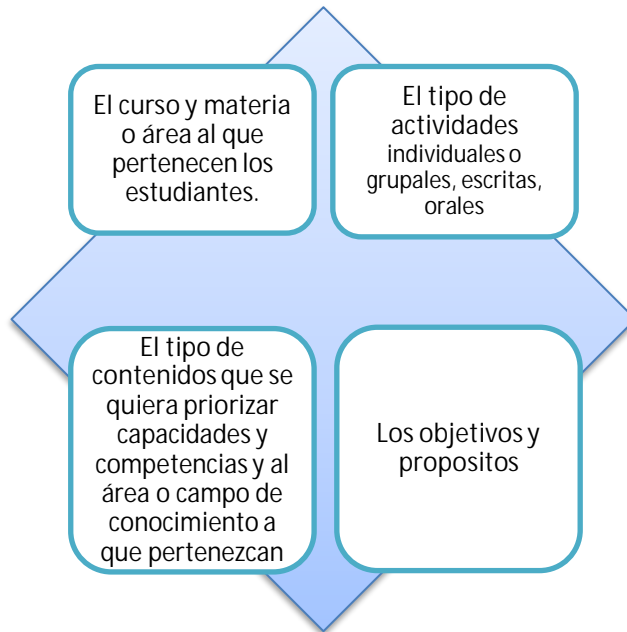 El curso y materia
o área al que
pertenecen los
estudiantes.
El tipo de
actividades
individuales o
grupales, escritas,
orales
El tipo de
contenidos que se
quiera priorizar
capacidades y
competencias y al
área o campo de
conocimiento a
que pertenezcan
Los objetivos y
propositos